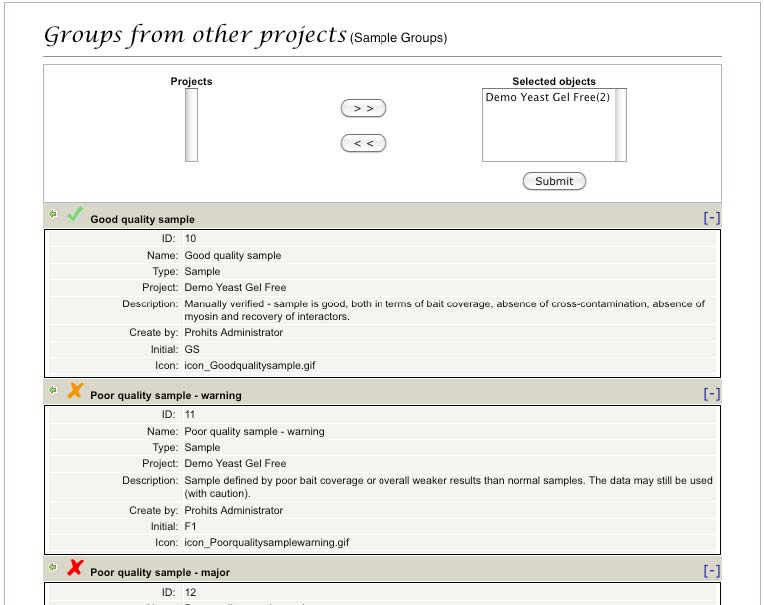 Groups from other projects (Sample Groups)
Projects
Selected objects
> >
Demo Yeast Gel Free(2)
< <
Submit
Good quality sample [-]
ID: 10
Name: Good quality sample
Type: Sample
Project: Demo Yeast Gel Free
Description: Manually verified - sample is good, both in terms of bait coverage, absence of cross-contamination, absence of
myosin and recovery of interactors.
Create by: Prohits Administrator
Initial: GS
Icon: icon_Goodqualitysample.gif
Poor quality sample - warning [-]
ID: 11
Name: Poor quality sample - warning
Type: Sample
Project: Demo Yeast Gel Free
Description: Sample defined by poor bait coverage or overall weaker results than normal samples. The data may still be used
(with caution).
Create by: Prohits Administrator
Initial: F1
Icon: icon_Poorqualitysamplewarning.gif
Poor quality sample - major [-]
ID: 12